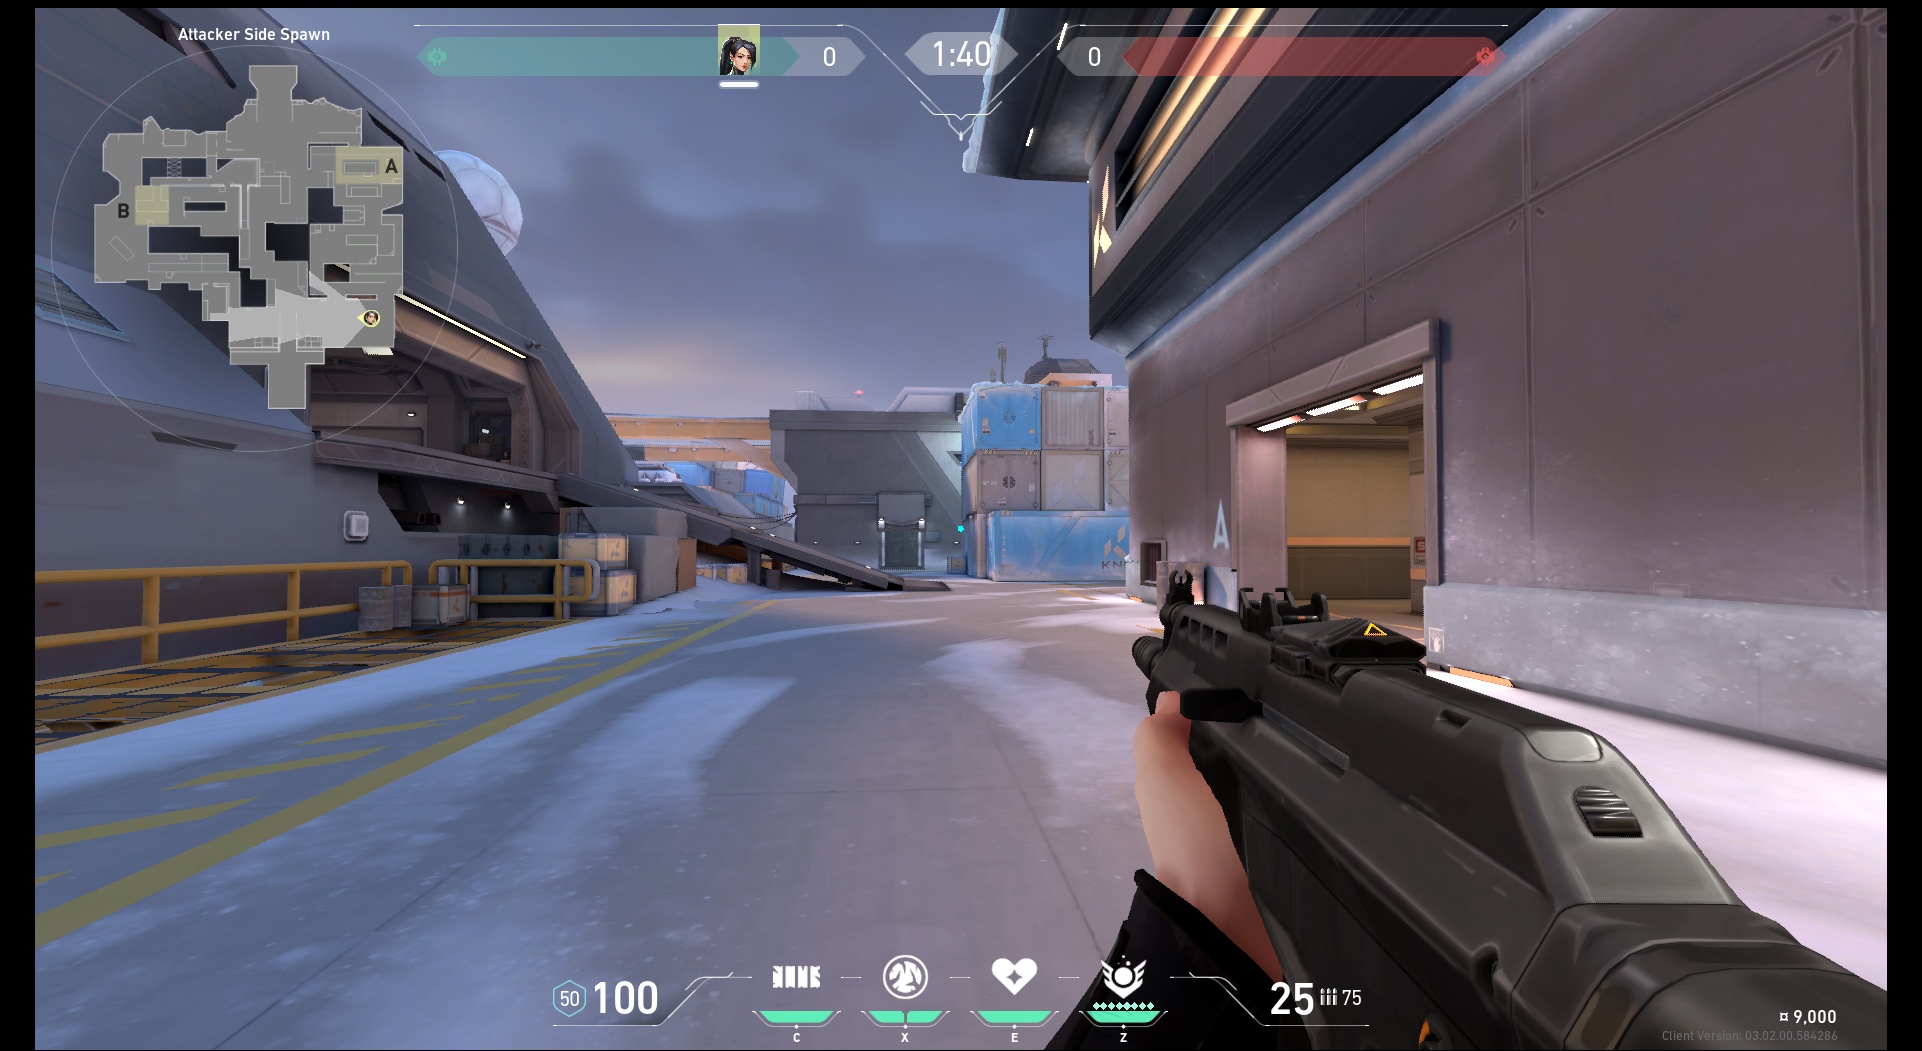 Attacker Side Spawn
0
1:40
0
A
B
A
50
100
25
75
C
X
E
Z
¤ 9,000
Client Version: 03.02.00.584286